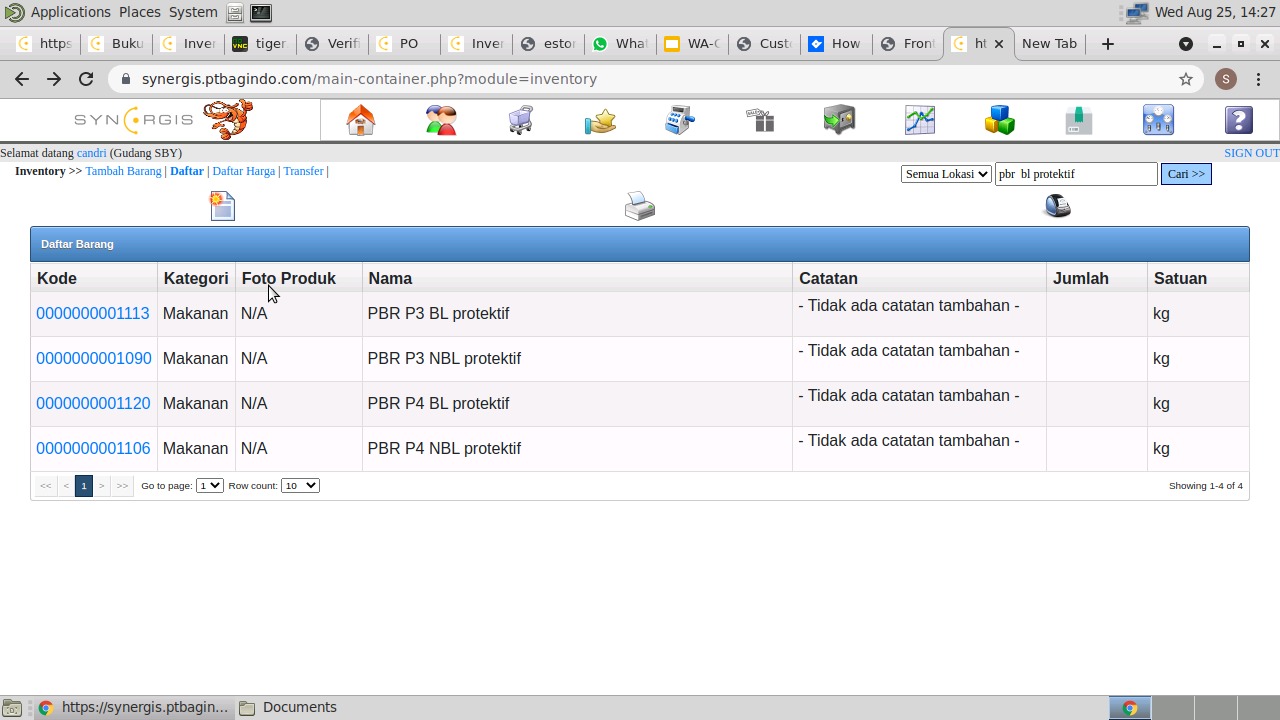 Applications Places System Wed Aug 25, 14:27
https Buku Inver tiger Verifi PO Inver estor What WA-C Custo How Front ht New Tab
synergis.ptbagindo.com/main-container.php?module=inventory S
SYNERGIS
Selamat datang candri (Gudang SBY) SIGN OUT
Inventory >> Tambah Barang | Daftar | Daftar Harga | Transfer | Semua Lokasi pbr bl protektif Cari >>
Daftar Barang
Kode Kategori Foto Produk Nama Catatan Jumlah Satuan
0000000001113 Makanan N/A PBR P3 BL protektif - Tidak ada catatan tambahan - kg
0000000001090 Makanan N/A PBR P3 NBL protektif - Tidak ada catatan tambahan - kg
0000000001120 Makanan N/A PBR P4 BL protektif - Tidak ada catatan tambahan - kg
0000000001106 Makanan N/A PBR P4 NBL protektif - Tidak ada catatan tambahan - kg
<< < 1 > >> Go to page: 1 Row count: 10 Showing 1-4 of 4
https://synergis.ptbagin... Documents